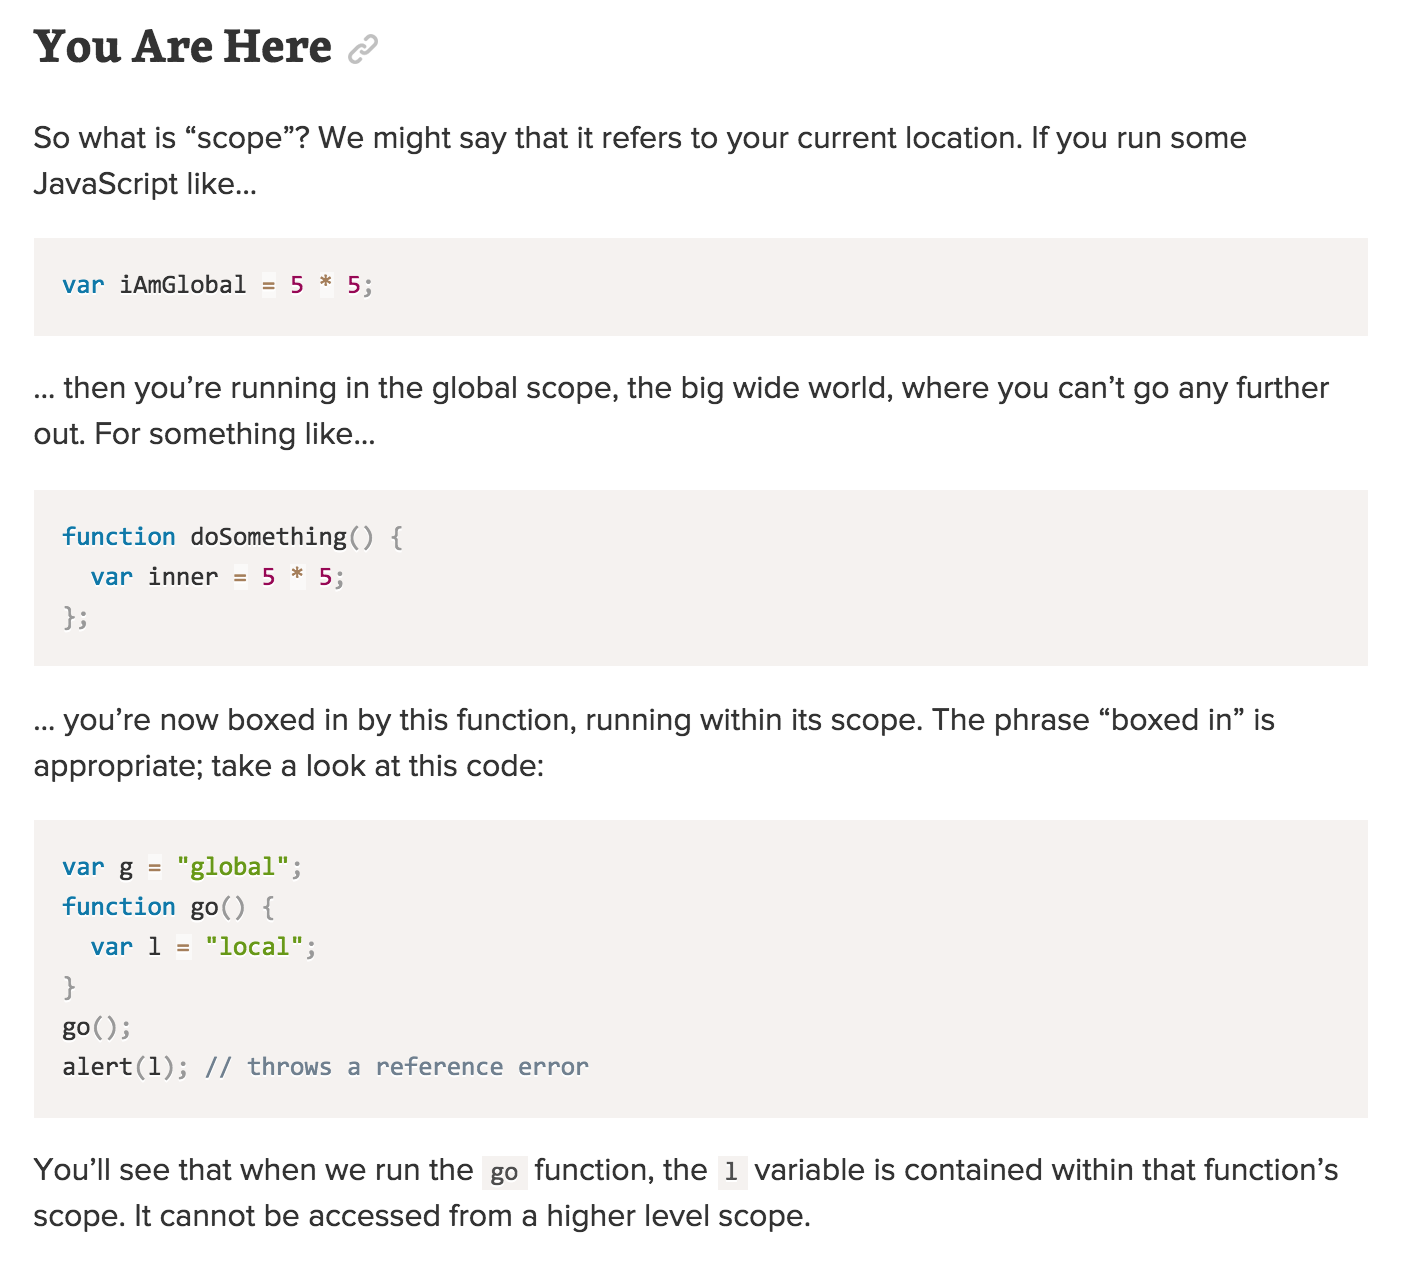 You Are Here
So what is “scope”? We might say that it refers to your current location. If you run some
JavaScript like…
var iAmGlobal = 5 * 5;
… then you’re running in the global scope, the big wide world, where you can’t go any further
out. For something like…
function doSomething() {
  var inner = 5 * 5;
};
… you’re now boxed in by this function, running within its scope. The phrase “boxed in” is
appropriate; take a look at this code:
var g = "global";
function go() {
  var l = "local";
}
go();
alert(l); // throws a reference error
You’ll see that when we run the go function, the l variable is contained within that function’s
scope. It cannot be accessed from a higher level scope.